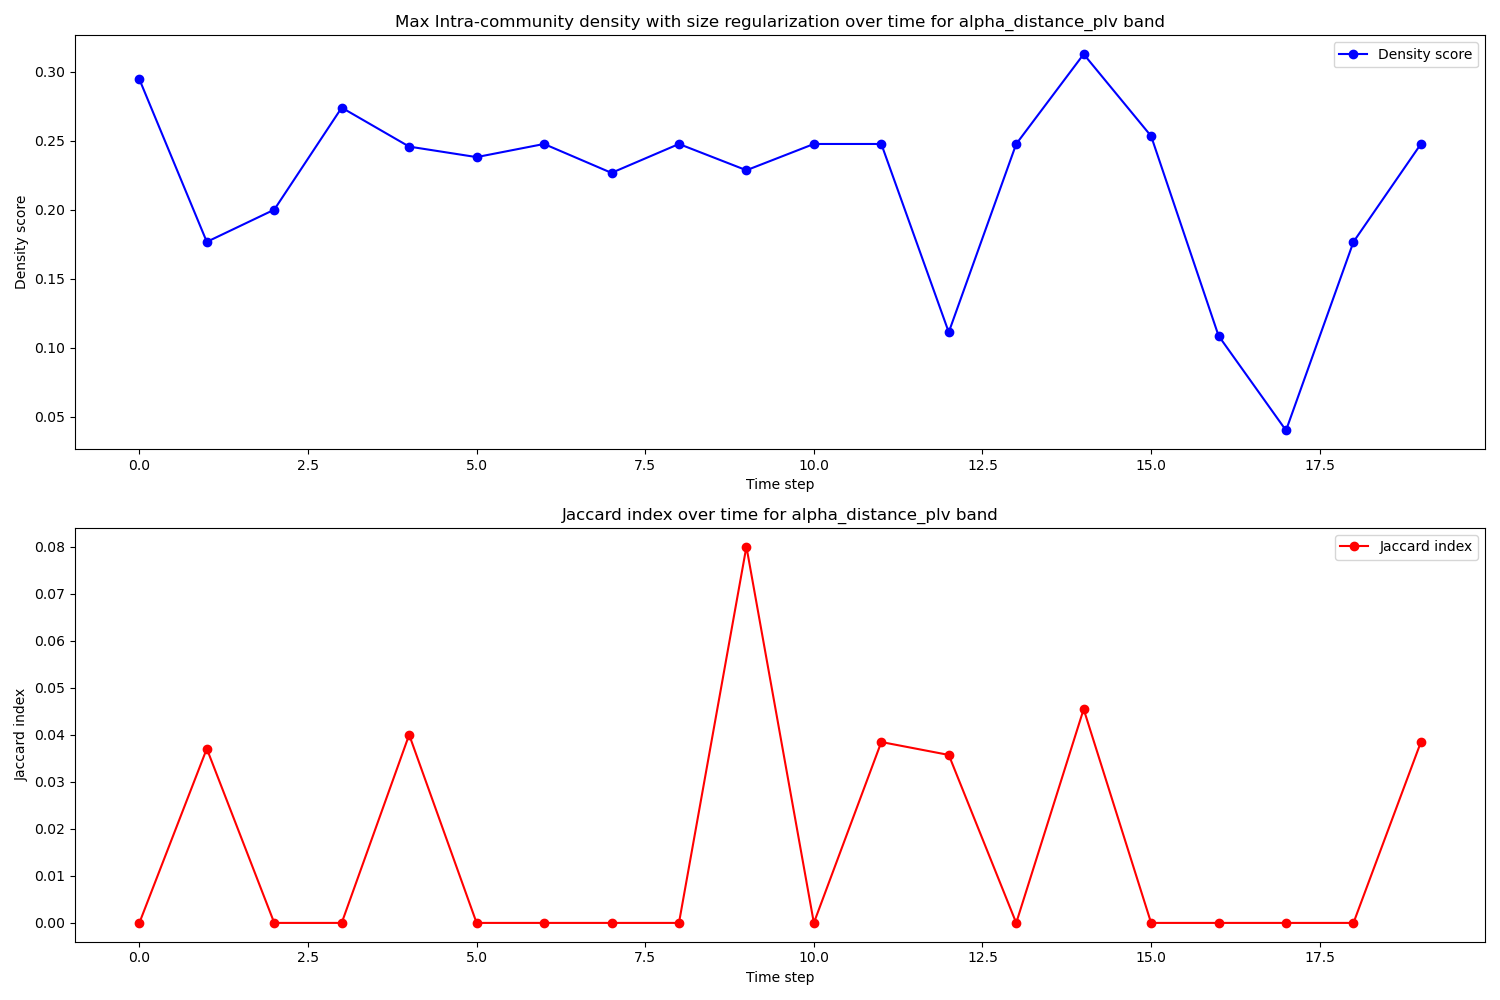 Max Intra-community density with size regularization over time for alpha_distance_plv band
Density score
0.30
0.25
0.20
0.15
0.10
0.05
Density score
0.0 2.5 5.0 7.5 10.0 12.5 15.0 17.5
Time step
Jaccard index over time for alpha_distance_plv band
Jaccard index
0.08
0.07
0.06
0.05
0.04
0.03
0.02
0.01
0.00
Jaccard index
0.0 2.5 5.0 7.5 10.0 12.5 15.0 17.5
Time step